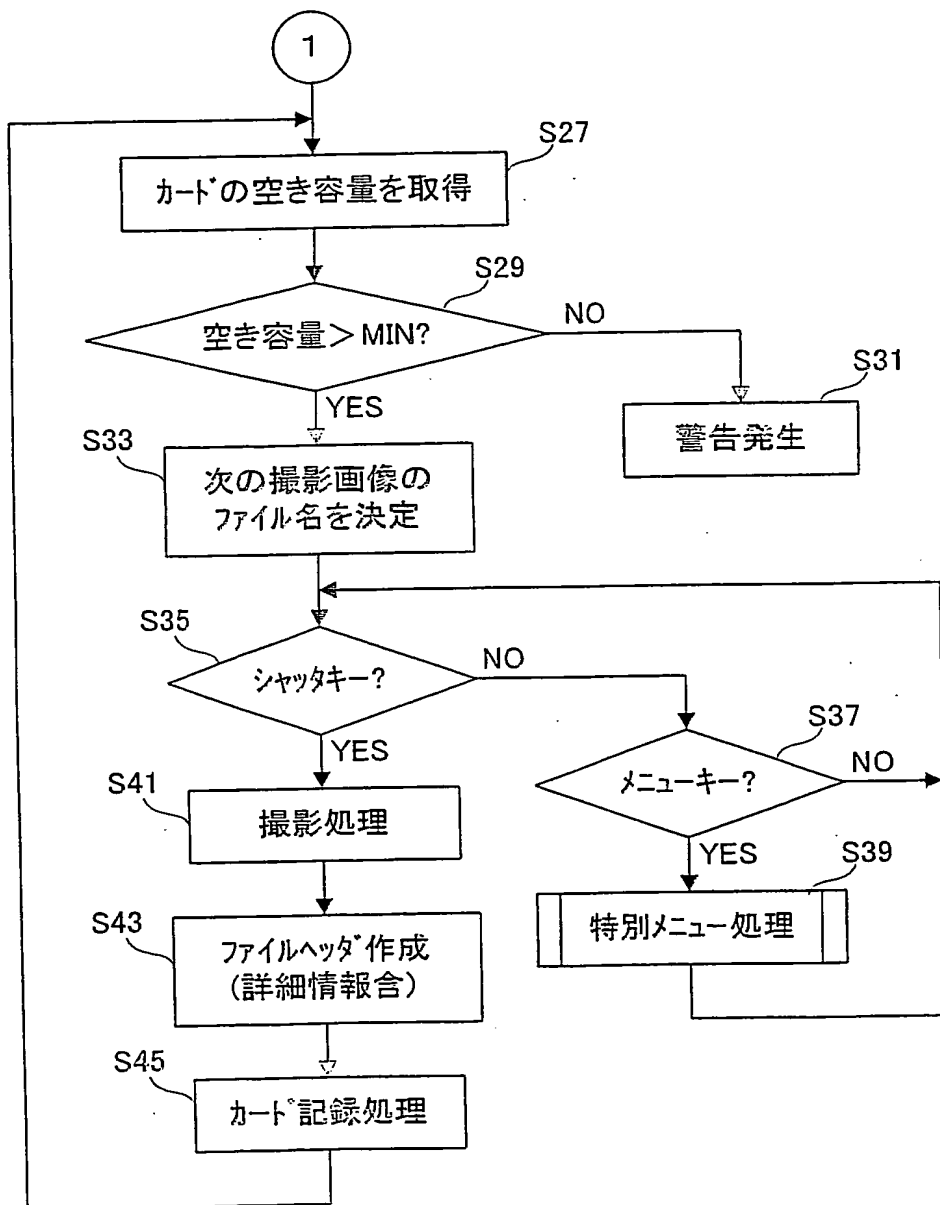 1
S27
カードの空き容量を取得
S29
空き容量＞MIN?
NO
S31
警告発生
YES
S33
次の撮影画像の
ファイル名を決定
S35
シャッタキー?
NO
S37
メニューキー?
NO
YES
S41
撮影処理
YES
S39
特別メニュー処理
S43
ファイルヘッダ作成
(詳細情報含)
S45
カード記録処理